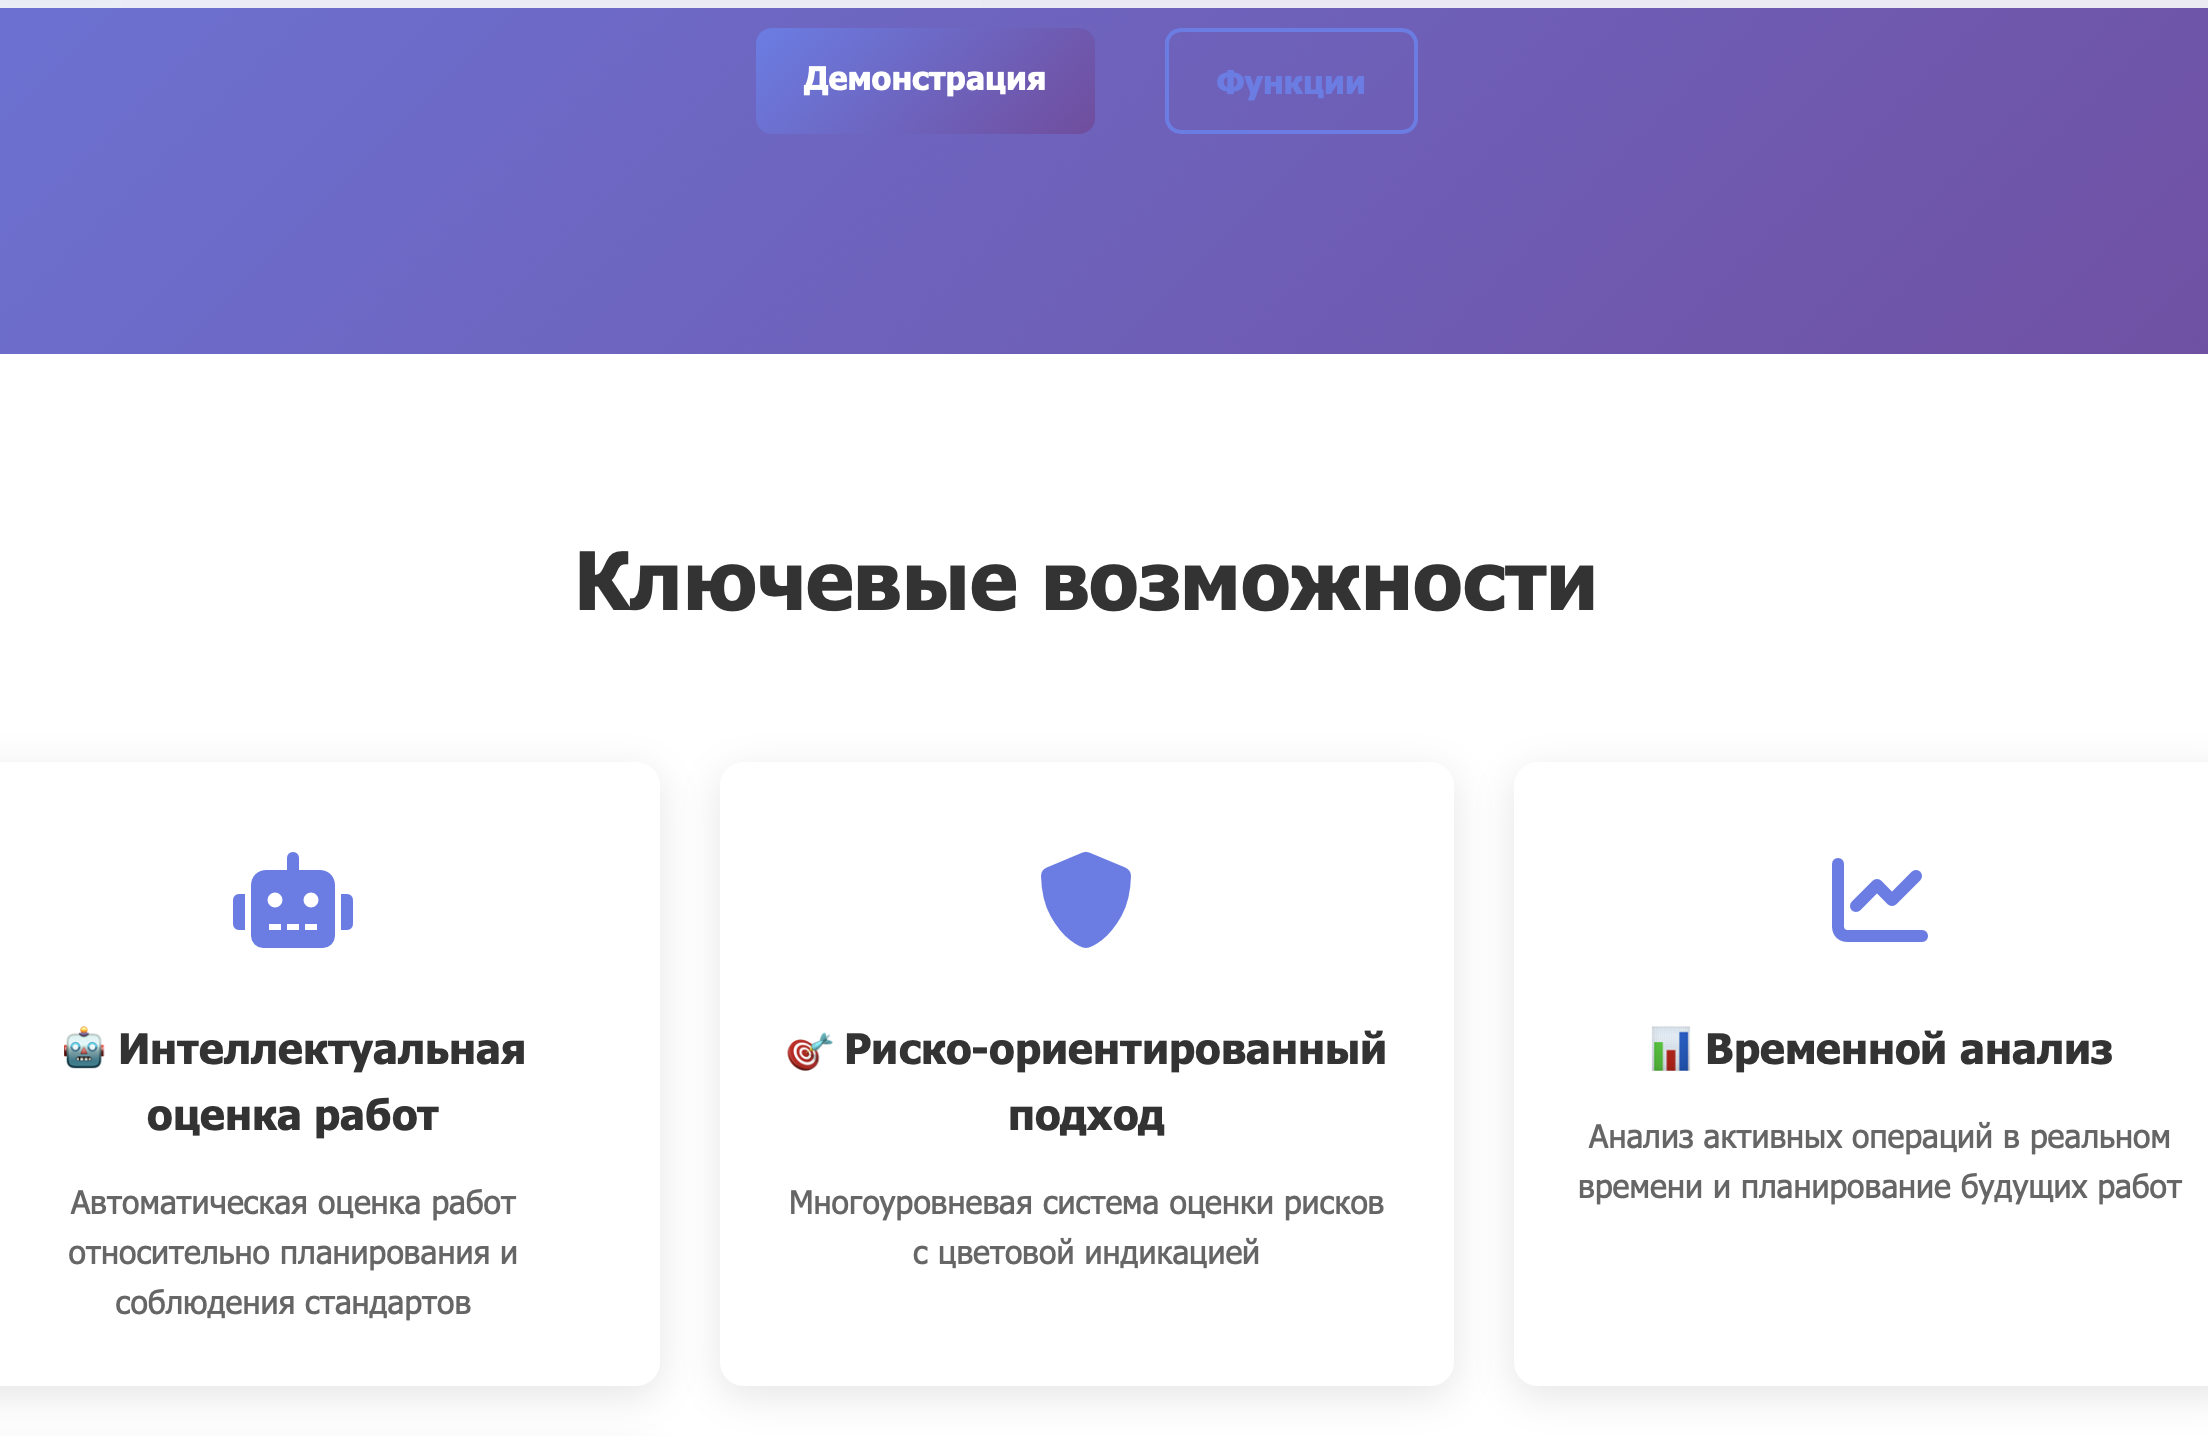 Демонстрация
Функции
Ключевые возможности
🤖 Интеллектуальная
оценка работ
Автоматическая оценка работ
относительно планирования и
соблюдения стандартов
🎯 Риско-ориентированный
подход
Многоуровневая система оценки рисков
с цветовой индикацией
📊 Временной анализ
Анализ активных операций в реальном
времени и планирование будущих работ